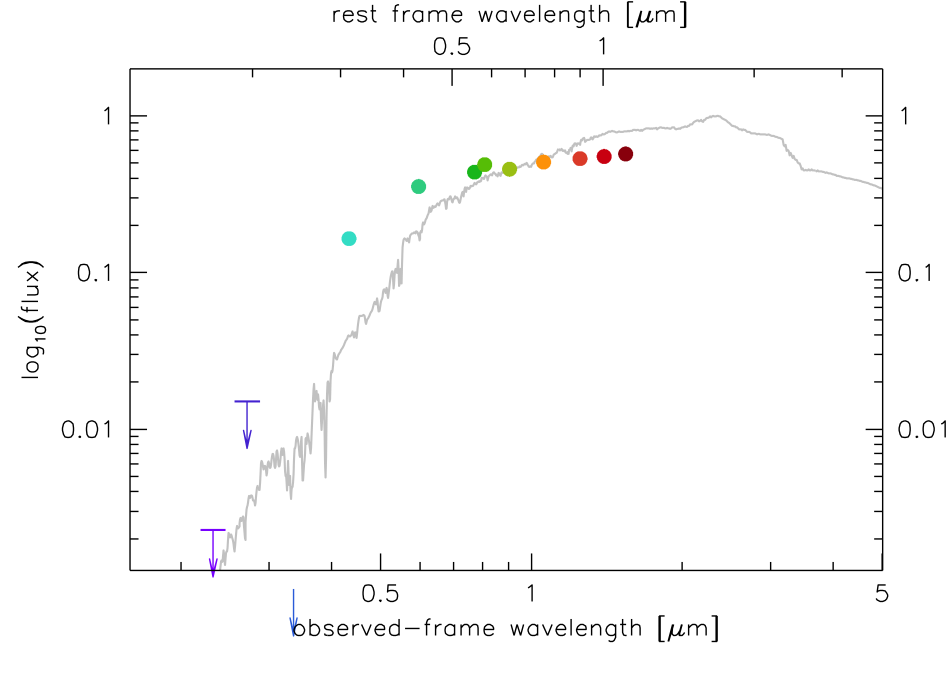 rest frame wavelength [μm]
0.5 1
1 1
0.1 0.1
log10(flux)
0.01 0.01
0.5 1 5
observed−frame wavelength [μm]